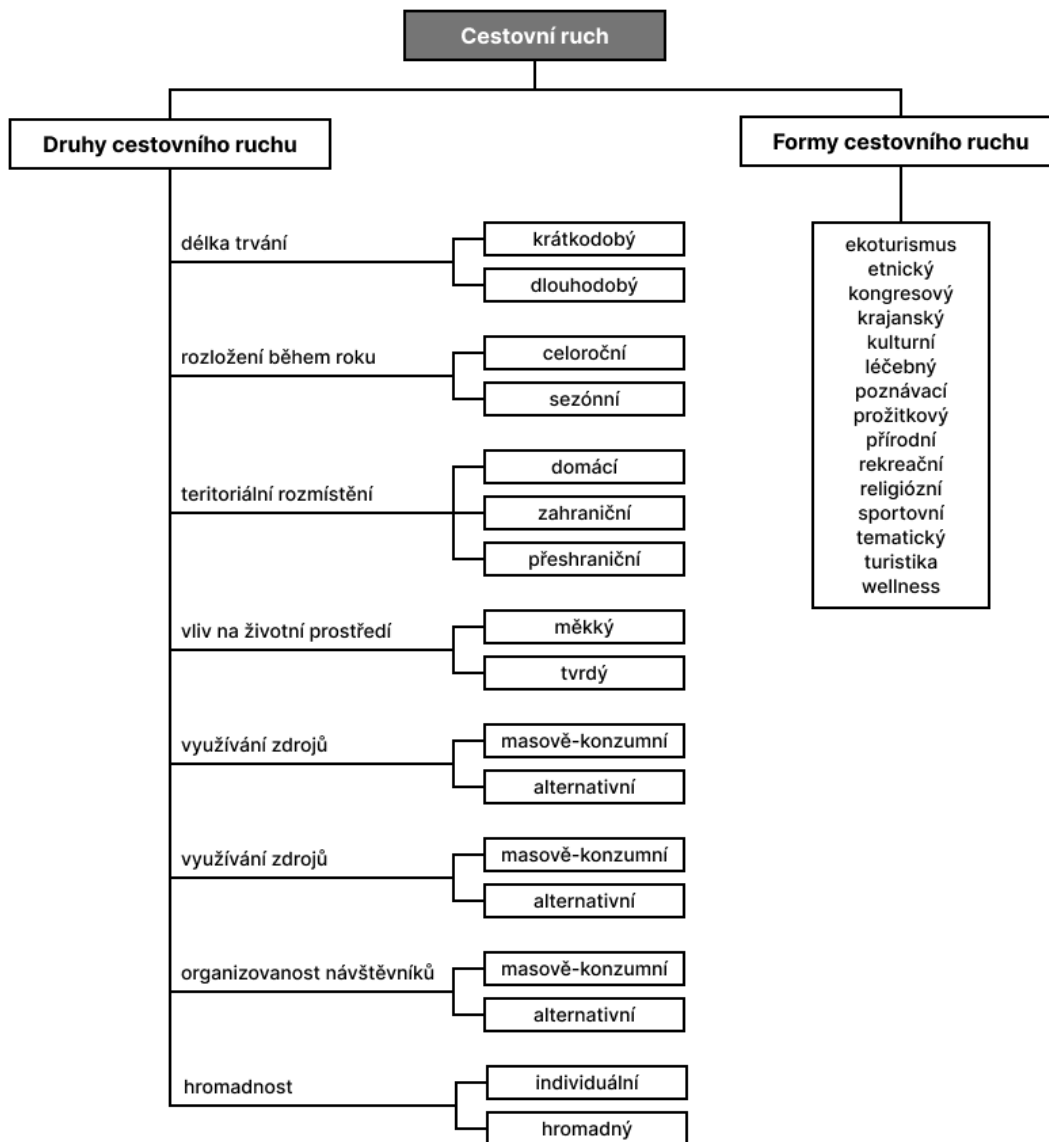 Cestovní ruch
Druhy cestovního ruchu
délka trvání
krátkodobý
dlouhodobý
rozložení během roku
celoroční
sezónní
teritoriální rozmístění
domácí
zahraniční
přeshraniční
vliv na životní prostředí
měkký
tvrdý
využívání zdrojů
masově-konzumní
alternativní
využívání zdrojů
masově-konzumní
alternativní
organizovanost návštěvníků
masově-konzumní
alternativní
hromadnost
individuální
hromadný
Formy cestovního ruchu
ekoturismus
etnický
kongresový
krajanský
kulturní
léčebný
poznávací
prožitkový
přírodní
rekreační
religiózní
sportovní
tematický
turistika
wellness